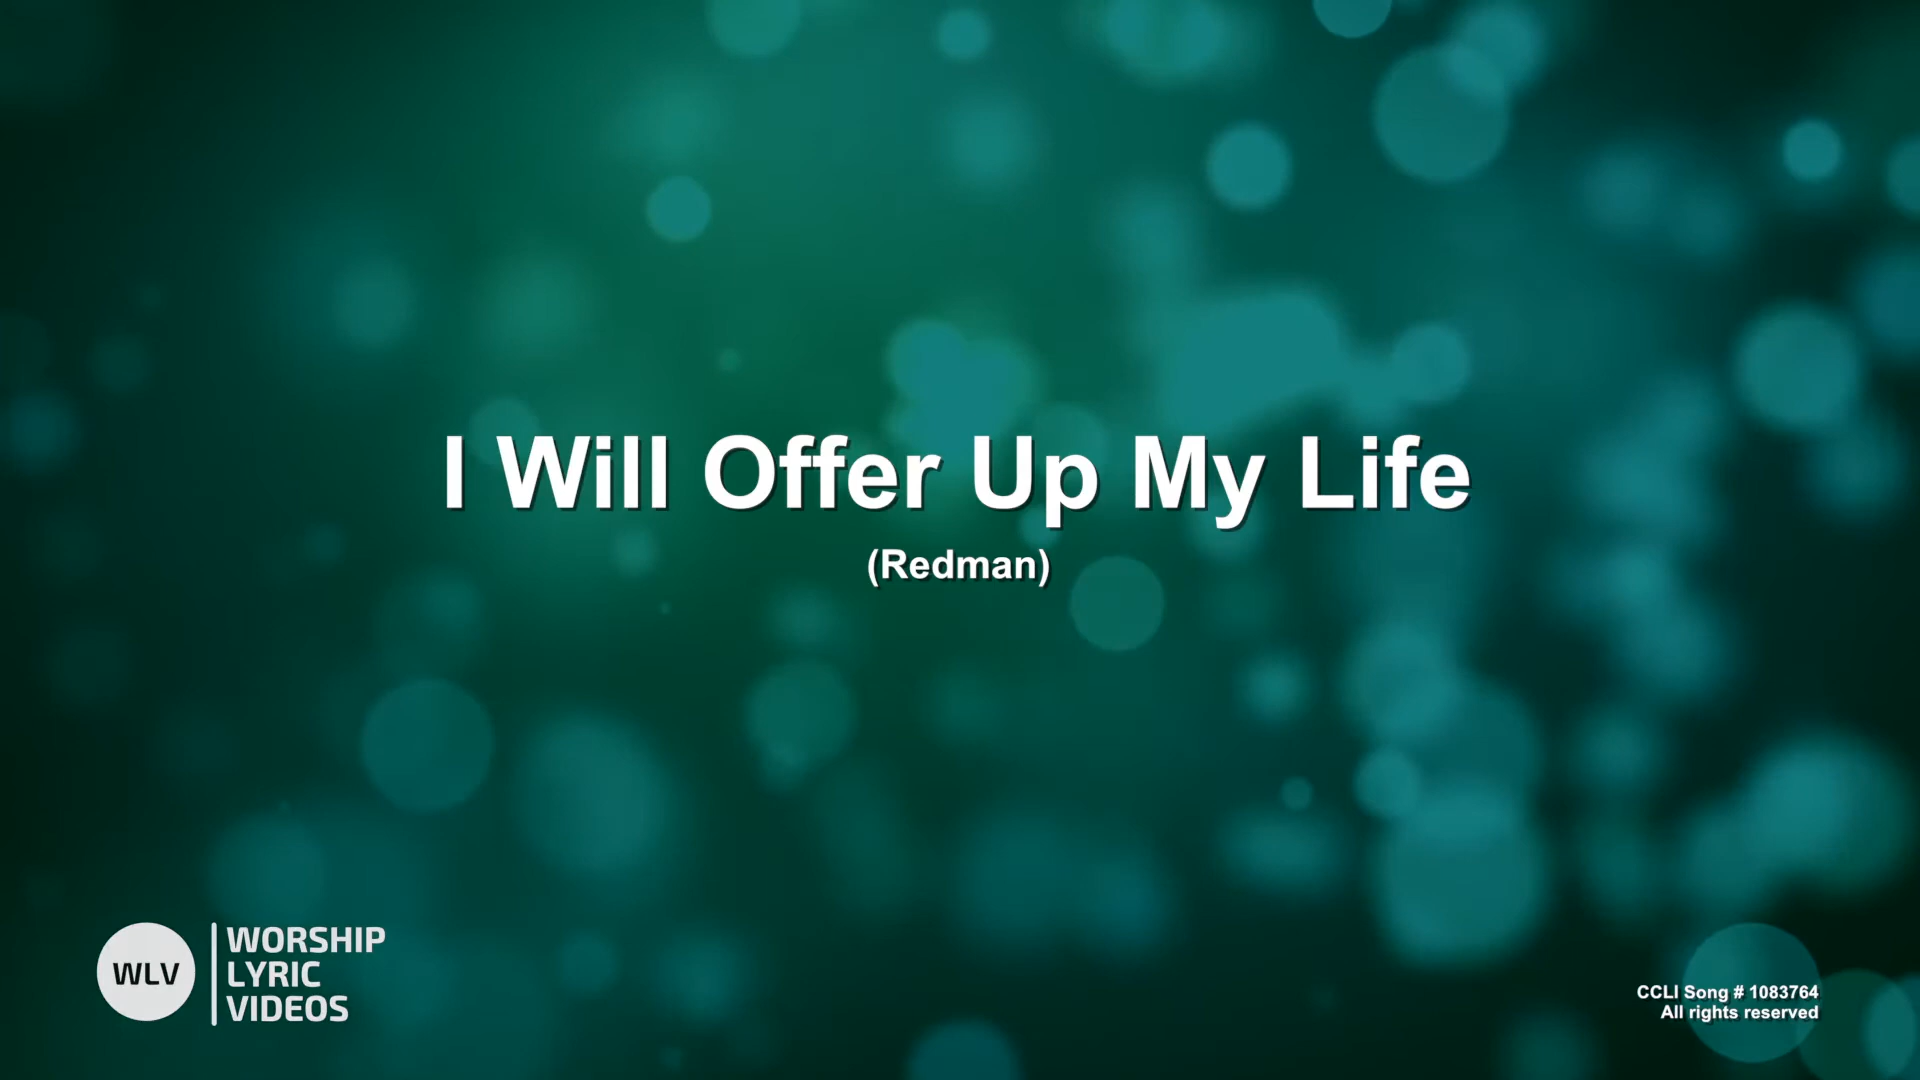 I Will Offer Up My Life
(Redman)
WLV
WORSHIP
LYRIC
VIDEOS
CCLI Song # 1083764
All rights reserved